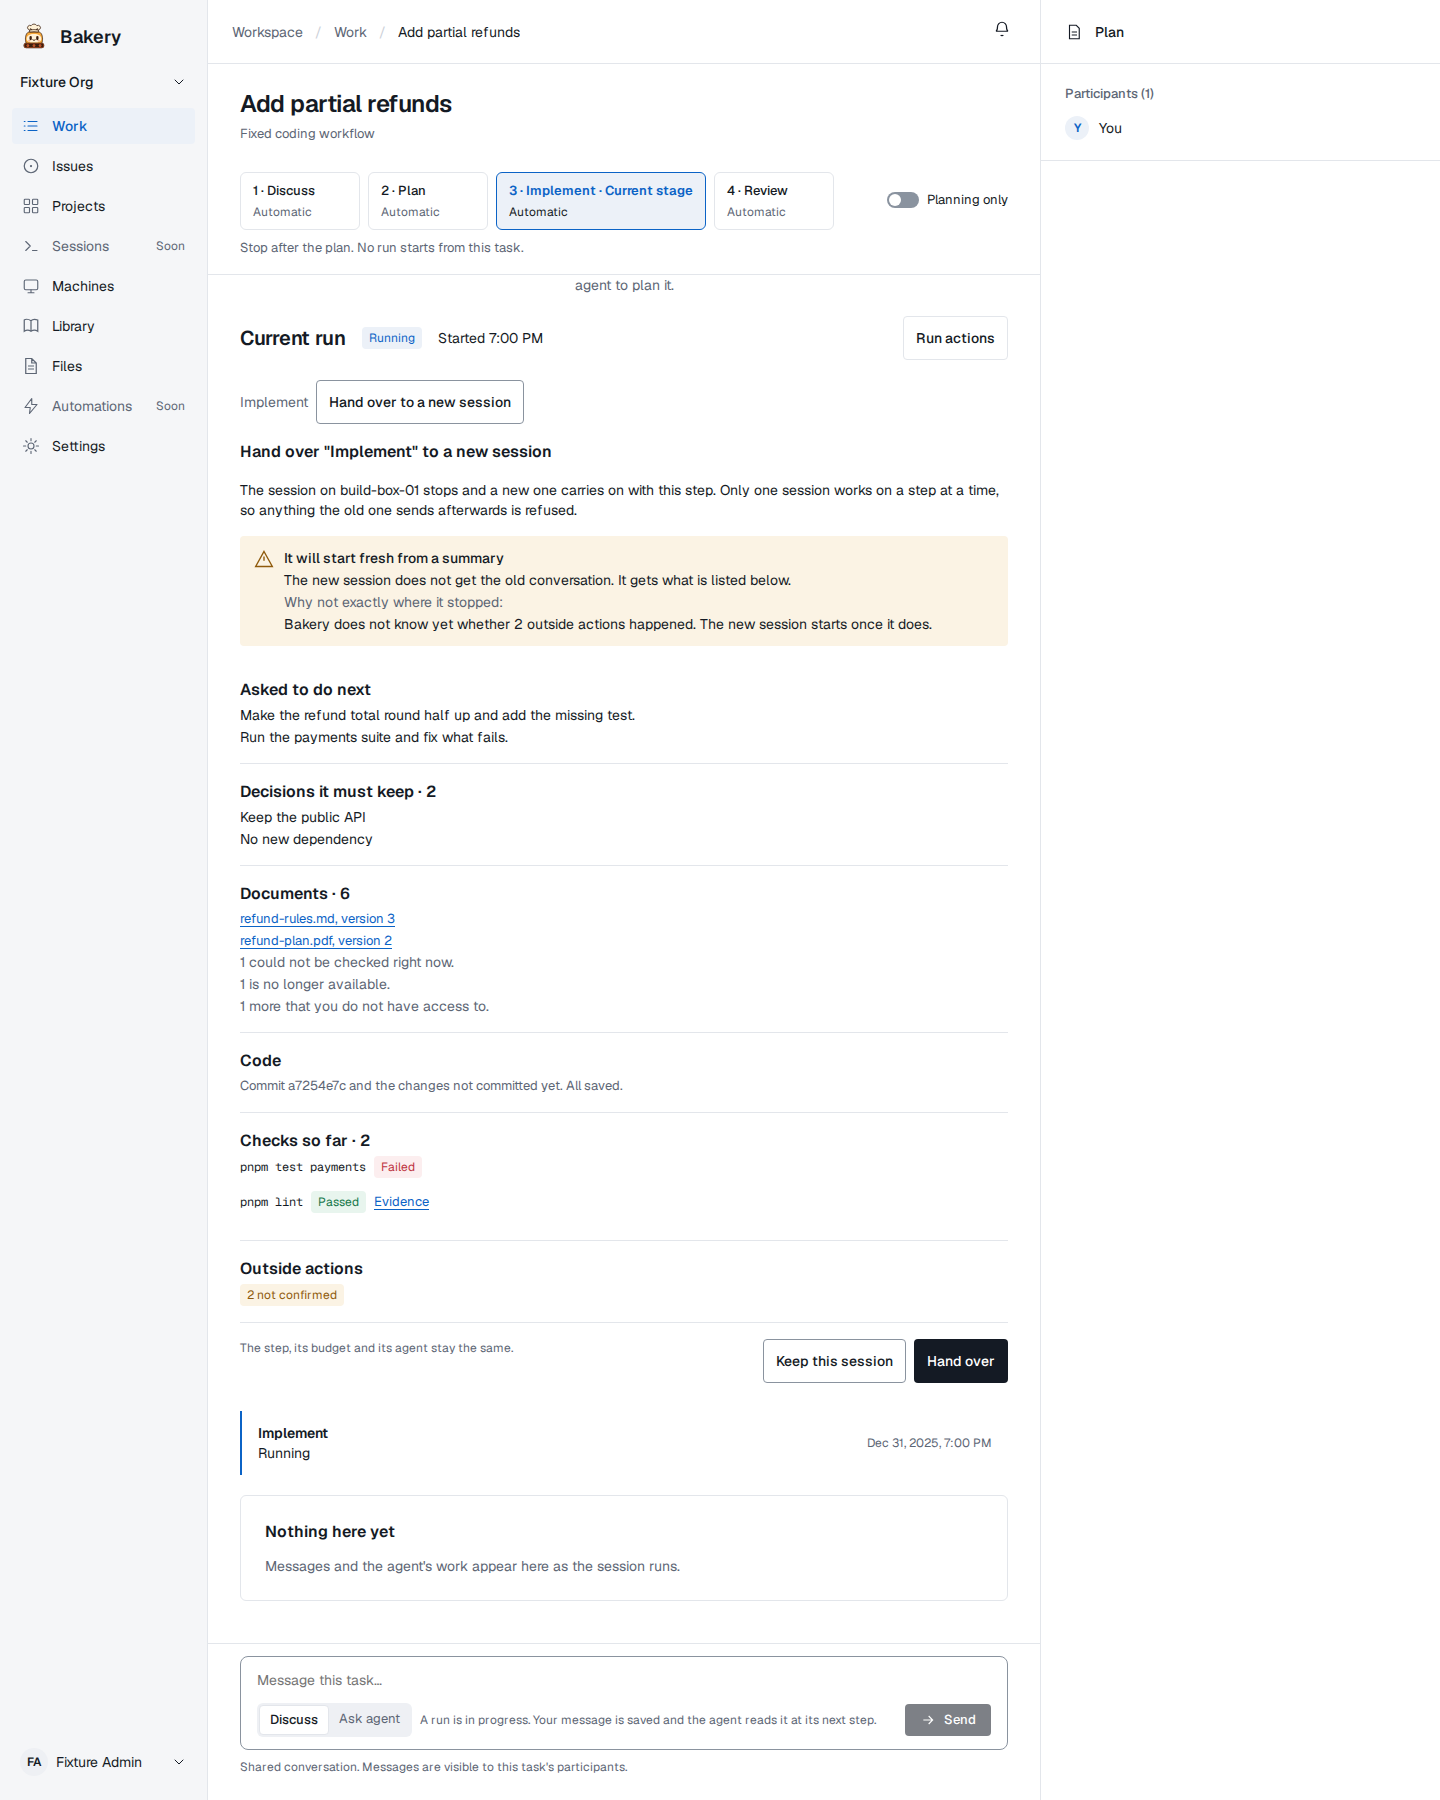 Bakery
Fixture Org
Work
Issues
Projects
Sessions Soon
Machines
Library
Files
Automations Soon
Settings
FA Fixture Admin
Workspace / Work / Add partial refunds
Add partial refunds
Fixed coding workflow
1 · Discuss
Automatic
2 · Plan
Automatic
3 · Implement · Current stage
Automatic
4 · Review
Automatic
Planning only
Stop after the plan. No run starts from this task.
agent to plan it.
Current run Running Started 7:00 PM Run actions
Implement Hand over to a new session
Hand over "Implement" to a new session
The session on build-box-01 stops and a new one carries on with this step. Only one session works on a step at a time,
so anything the old one sends afterwards is refused.
It will start fresh from a summary
The new session does not get the old conversation. It gets what is listed below.
Why not exactly where it stopped:
Bakery does not know yet whether 2 outside actions happened. The new session starts once it does.
Asked to do next
Make the refund total round half up and add the missing test.
Run the payments suite and fix what fails.
Decisions it must keep · 2
Keep the public API
No new dependency
Documents · 6
refund-rules.md, version 3
refund-plan.pdf, version 2
1 could not be checked right now.
1 is no longer available.
1 more that you do not have access to.
Code
Commit a7254e7c and the changes not committed yet. All saved.
Checks so far · 2
pnpm test payments Failed
pnpm lint Passed Evidence
Outside actions
2 not confirmed
The step, its budget and its agent stay the same.
Keep this session Hand over
Implement
Running
Dec 31, 2025, 7:00 PM
Nothing here yet
Messages and the agent's work appear here as the session runs.
Message this task...
Discuss Ask agent A run is in progress. Your message is saved and the agent reads it at its next step. Send
Shared conversation. Messages are visible to this task's participants.
Plan
Participants (1)
Y You